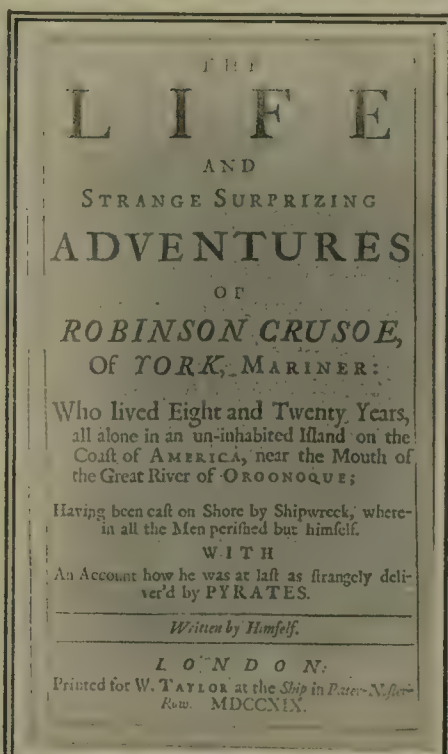 THE
LIFE
AND
STRANGE SURPRIZING
ADVENTURES
OF
ROBINSON CRUSOE,
Of YORK, MARINER:
Who lived Eight and Twenty Years,
all alone in an un-inhabited Iſland on the
Coaſt of AMERICA, near the Mouth of
the Great River of OROONOQUE;
Having been caſt on Shore by Shipwreck, where-
in all the Men periſhed but himſelf.
WITH
An Account how he was at laſt as ſtrangely deli-
ver'd by PYRATES.
Written by Himſelf.
LONDON:
Printed for W. TAYLOR at the Ship in Pater-Noſter-
Row. MDCCXIX.